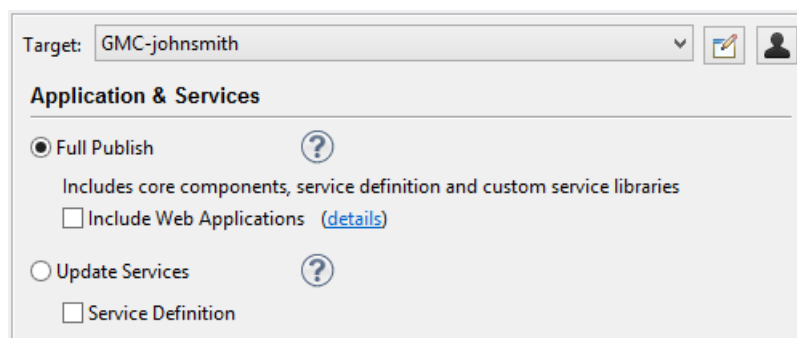 Target: GMC-johnsmith
Application & Services
Full Publish ?
Includes core components, service definition and custom service libraries
Include Web Applications (details)
Update Services ?
Service Definition